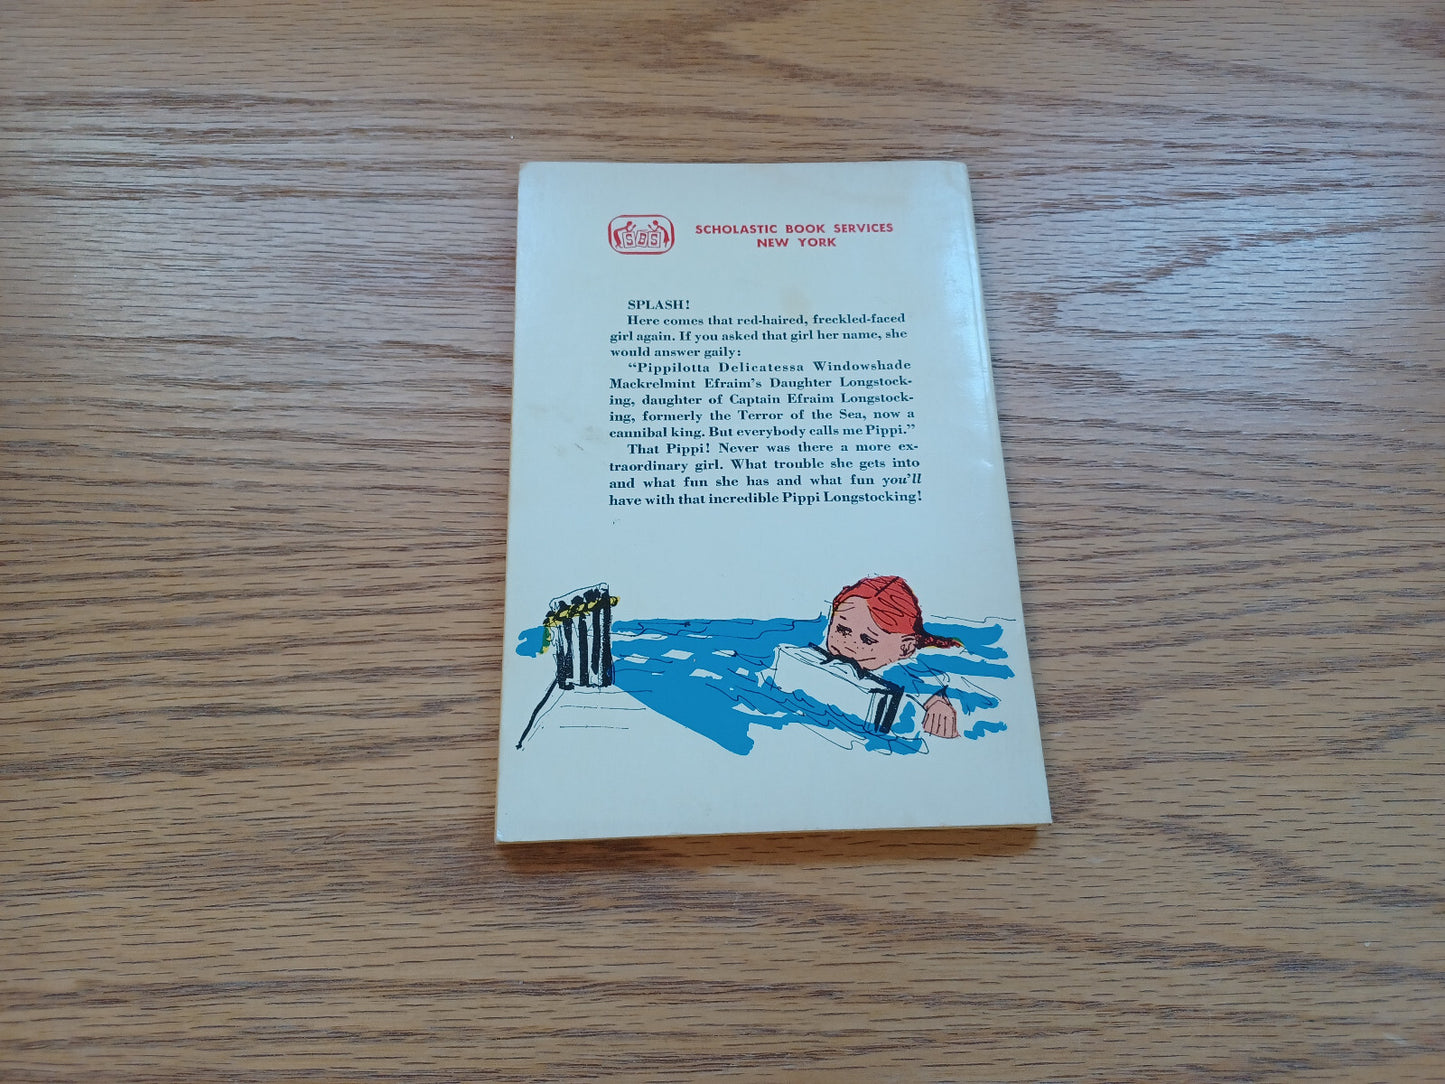 SBS
SCHOLASTIC BOOK SERVICES
NEW YORK
SPLASH!
Here comes that red-haired, freckled-faced
girl again. If you asked that girl her name, she
would answer gaily:
“Pippilotta Delicatessa Windowshade
Mackrelmint Efraim’s Daughter Longstock-
ing, daughter of Captain Efraim Longstock-
ing, formerly the Terror of the Sea, now a
cannibal king. But everybody calls me Pippi.”
That Pippi! Never was there a more ex-
traordinary girl. What trouble she gets into
and what fun she has and what fun you’ll
have with that incredible Pippi Longstocking!